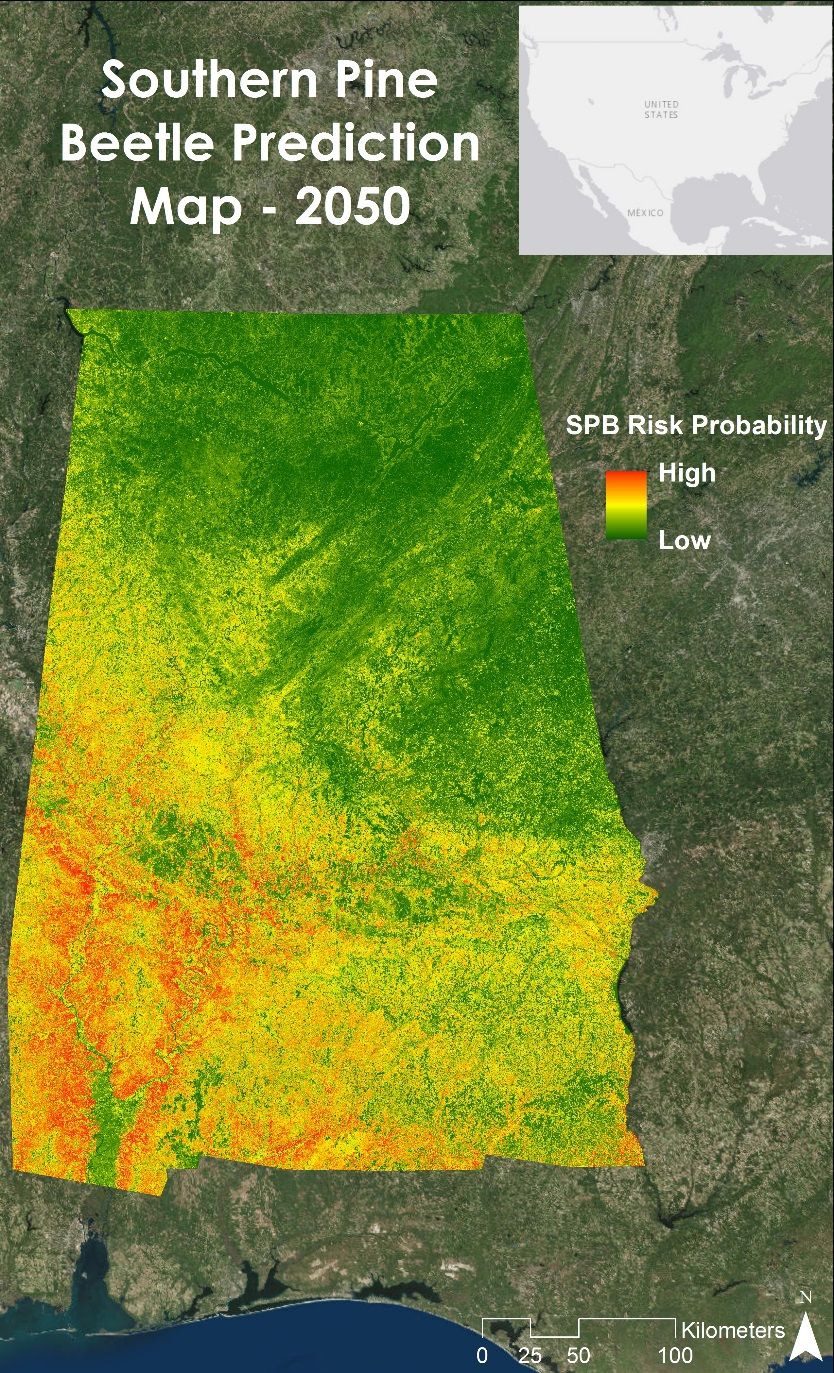 Southern Pine
Beetle Prediction
Map - 2050
UNITED
STATES
MÉXICO
SPB Risk Probability
High
Low
N
Kilometers
0 25 50 100